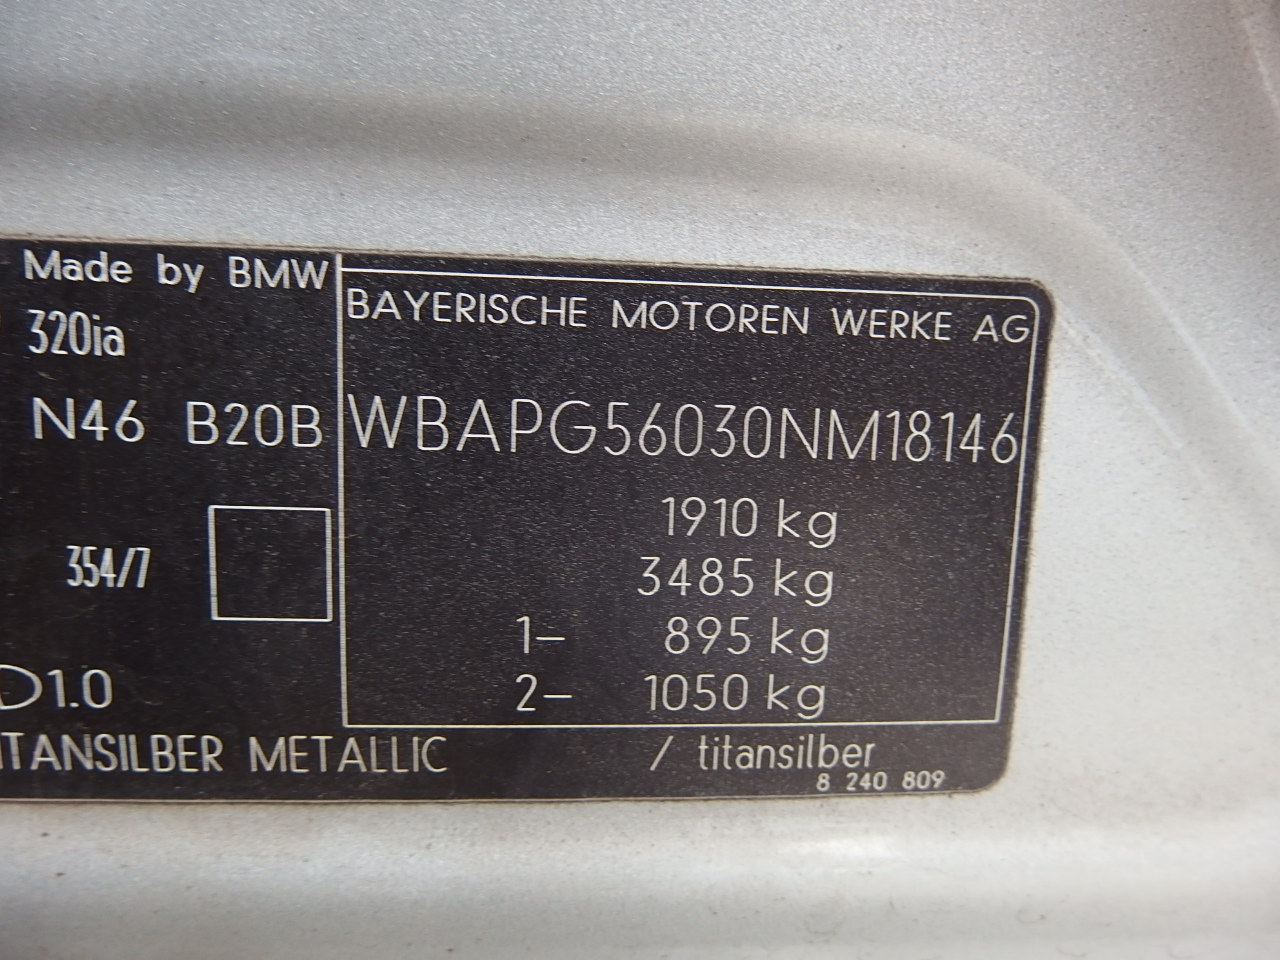 Made by BMW
320ia
N46 B20B
354/7
1.0
BAYERISCHE MOTOREN WERKE AG
WBAPG56030NM18146
1910 kg
3485 kg
1- 895 kg
2- 1050 kg
ITANSILBER METALLIC / titansilber
8 240 809